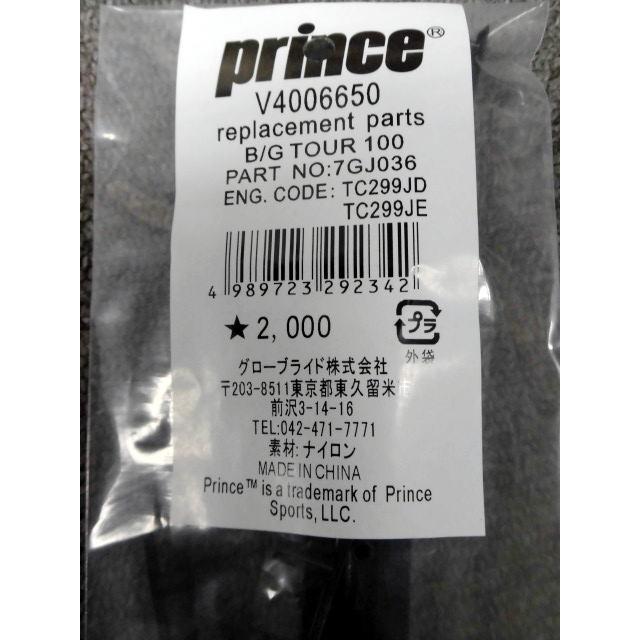 prince®
V4006650
replacement parts
B/G TOUR 100
PART NO:7GJ036
ENG. CODE: TC299JD
TC299JE
4 989723 292342
★2,000
プラ
外袋
グローブライド株式会社
〒203-8511東京都東久留米市
前沢3-14-16
TEL:042-471-7771
素材:ナイロン
MADE IN CHINA
Prince™ is a trademark of Prince
Sports, LLC.